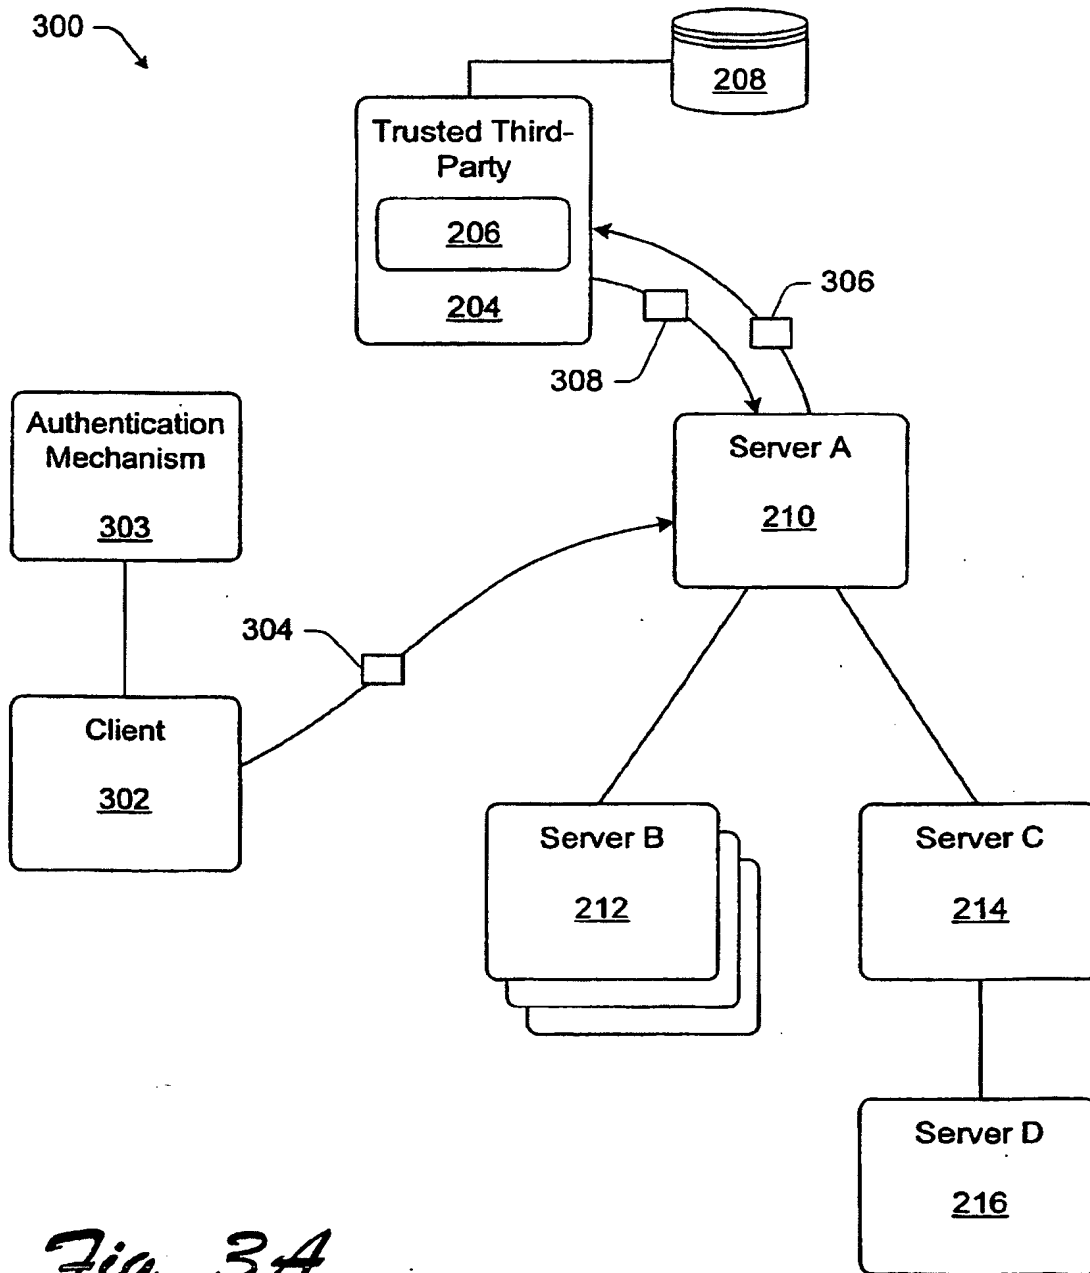 300
208
Trusted Third-
Party
206
204
306
308
Authentication
Mechanism
303
Server A
210
304
Client
302
Server B
212
Server C
214
Server D
216
Fig. 3A